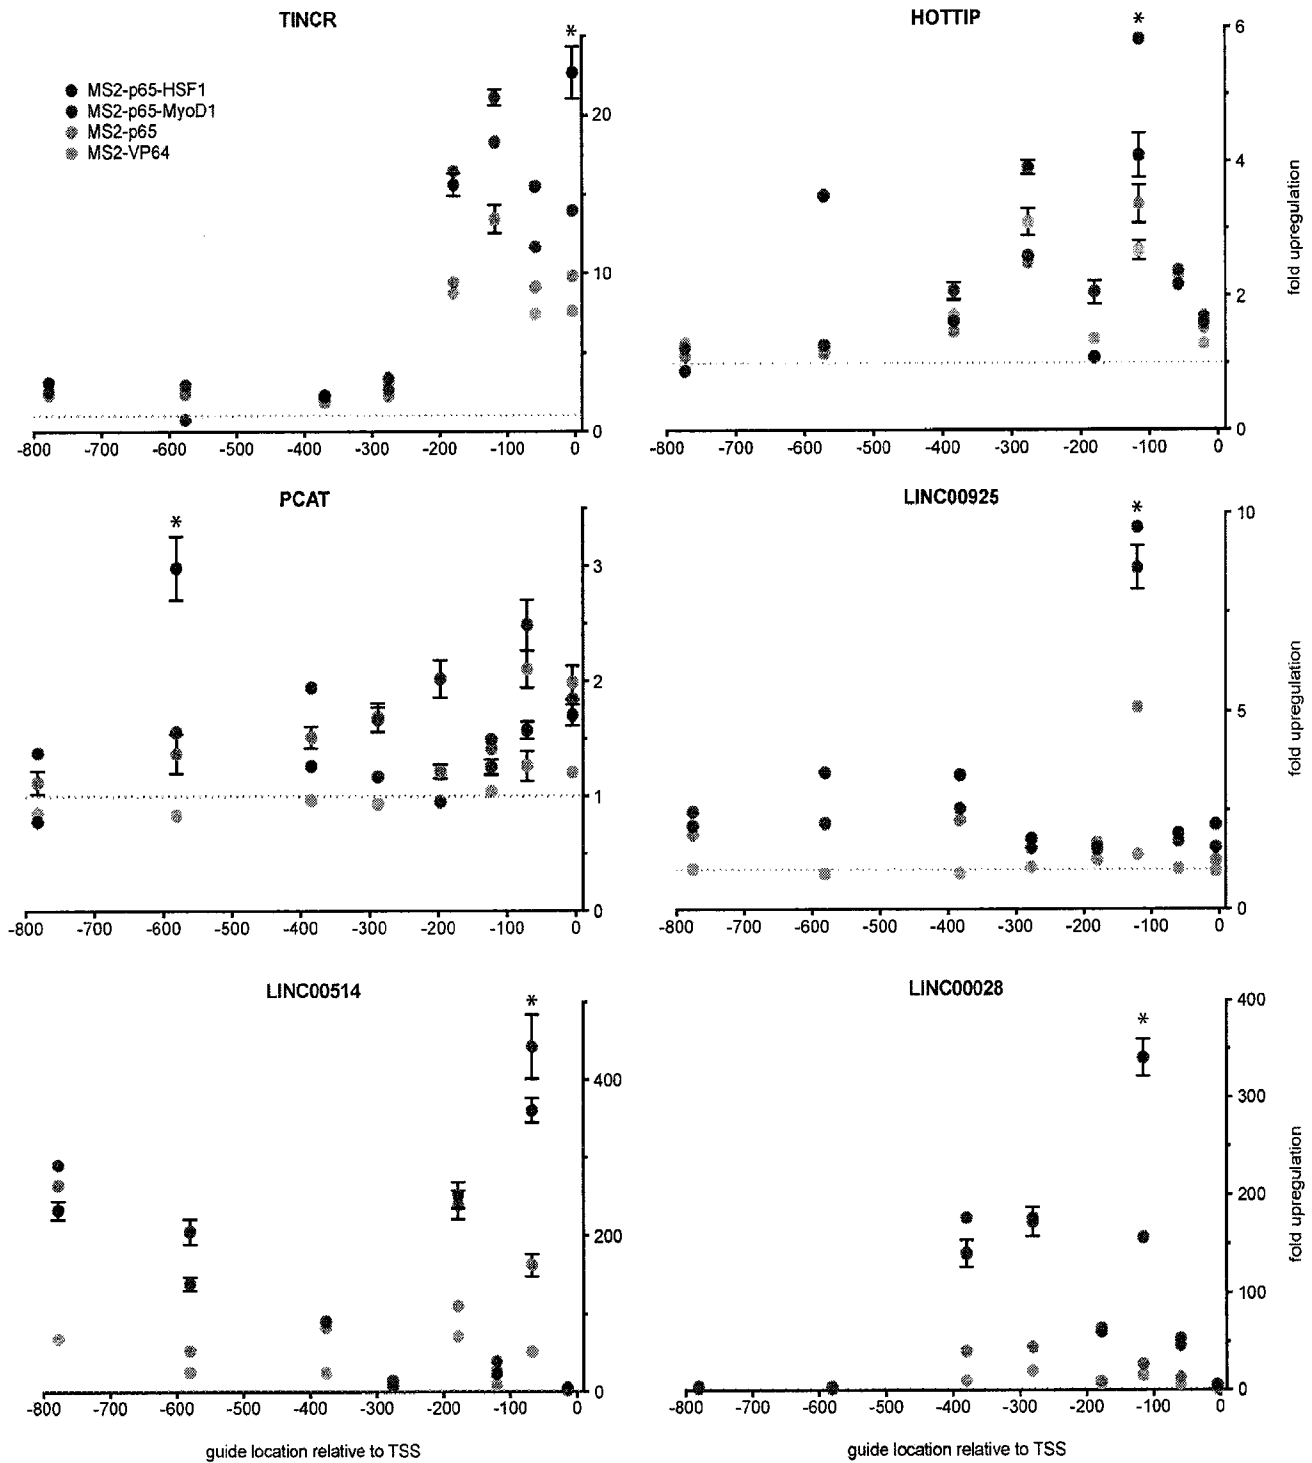 TINCR
*
MS2-p65-HSF1
MS2-p65-MyoD1
MS2-p65
MS2-VP64
20
10
0
-800 -700 -600 -500 -400 -300 -200 -100 0
HOTTIP
*
6
4
2
0
fold upregulation
-800 -700 -600 -500 -400 -300 -200 -100 0
PCAT
*
3
2
1
0
-800 -700 -600 -500 -400 -300 -200 -100 0
LINC00925
*
10
5
0
fold upregulation
-800 -700 -600 -500 -400 -300 -200 -100 0
LINC00514
*
400
200
0
-800 -700 -600 -500 -400 -300 -200 -100 0
guide location relative to TSS
LINC00028
*
400
300
200
100
0
fold upregulation
-800 -700 -600 -500 -400 -300 -200 -100 0
guide location relative to TSS